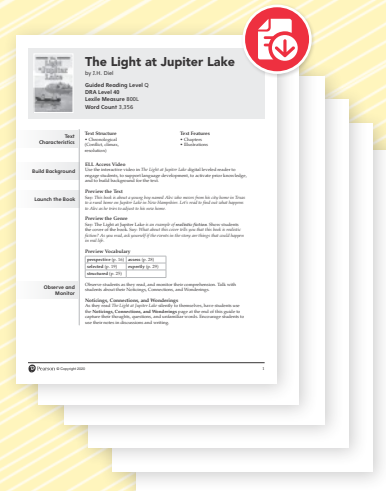 The Light at Jupiter Lake
by I.H. Diel
Guided Reading Level Q
DRA Level 40
Lexile Measure 800L
Word Count 3,356
Text
Characteristics
Text Structure
• Chronological
(Conflict, climax,
resolution)
Text Features
• Chapters
• Illustrations
Build Background
ELL Access Video
Use the interactive video in The Light at Jupiter Lake digital leveled reader to
engage students, to support language development, to activate prior knowledge,
and to build background for the text.
Launch the Book
Preview the Text
Say: This book is about a young boy named Alec who moves from his city home in Texas
to a rural home on Jupiter Lake in New Hampshire. Let's read to find out what happens
to Alec as he tries to adjust to his new home.
Preview the Genre
Say: The Light at Jupiter Lake is an example of realistic fiction. Show students
the cover of the book. Say: What about this cover tells you that the book is realistic
fiction? As you read, ask yourself if the events in the story are things that could happen
in real life.
Preview Vocabulary
perspective (p. 16) access (p. 28)
selected (p. 19) expertly (p. 29)
structured (p. 25)
Observe and
Monitor
Observe students as they read, and monitor their comprehension. Talk with
students about their Noticings, Connections, and Wonderings.
Noticings, Connections, and Wonderings
As they read The Light at Jupiter Lake silently to themselves, have students use
the Noticings, Connections, and Wonderings page at the end of this guide to
capture their thoughts, questions, and unfamiliar words. Encourage students to
use their notes in discussions and writing.
Pearson © Copyright 2020
1